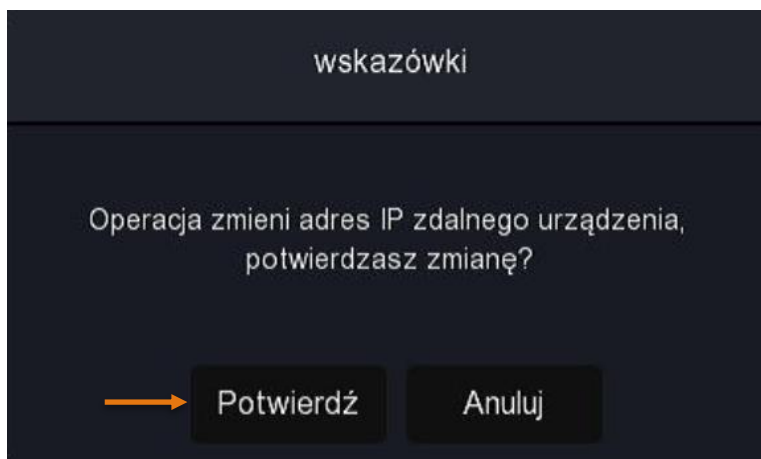 wskazówki
Operacja zmieni adres IP zdalnego urządzenia,
potwierdzasz zmianę?
Potwierdź
Anuluj